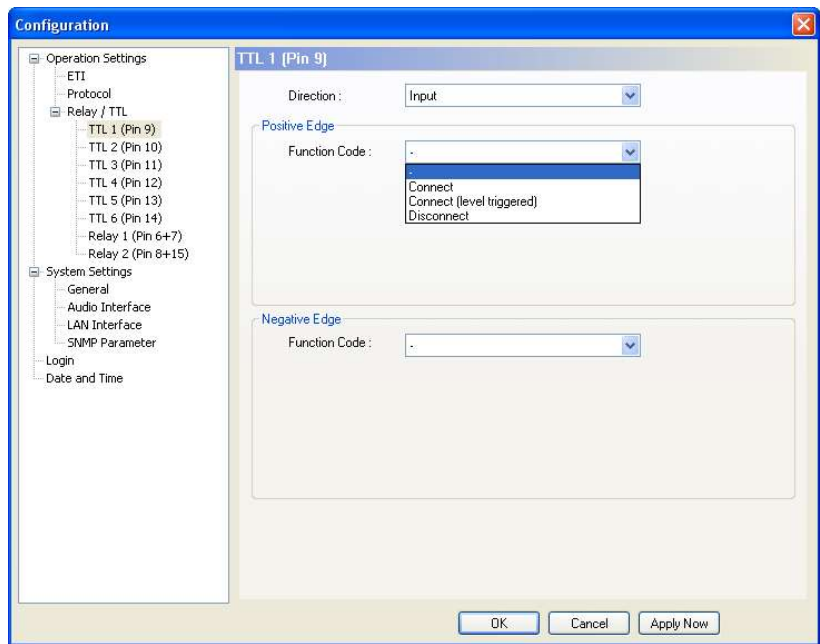 Configuration
Operation Settings
ETI
Protocol
Relay / TTL
TTL 1 (Pin 9)
TTL 2 (Pin 10)
TTL 3 (Pin 11)
TTL 4 (Pin 12)
TTL 5 (Pin 13)
TTL 6 (Pin 14)
Relay 1 (Pin 6+7)
Relay 2 (Pin 8+15)
System Settings
General
Audio Interface
LAN Interface
SNMP Parameter
Login
Date and Time
TTL 1 (Pin 9)
Direction : Input
Positive Edge
Function Code : -
-
Connect
Connect (level triggered)
Disconnect
Negative Edge
Function Code : -
OK Cancel Apply Now